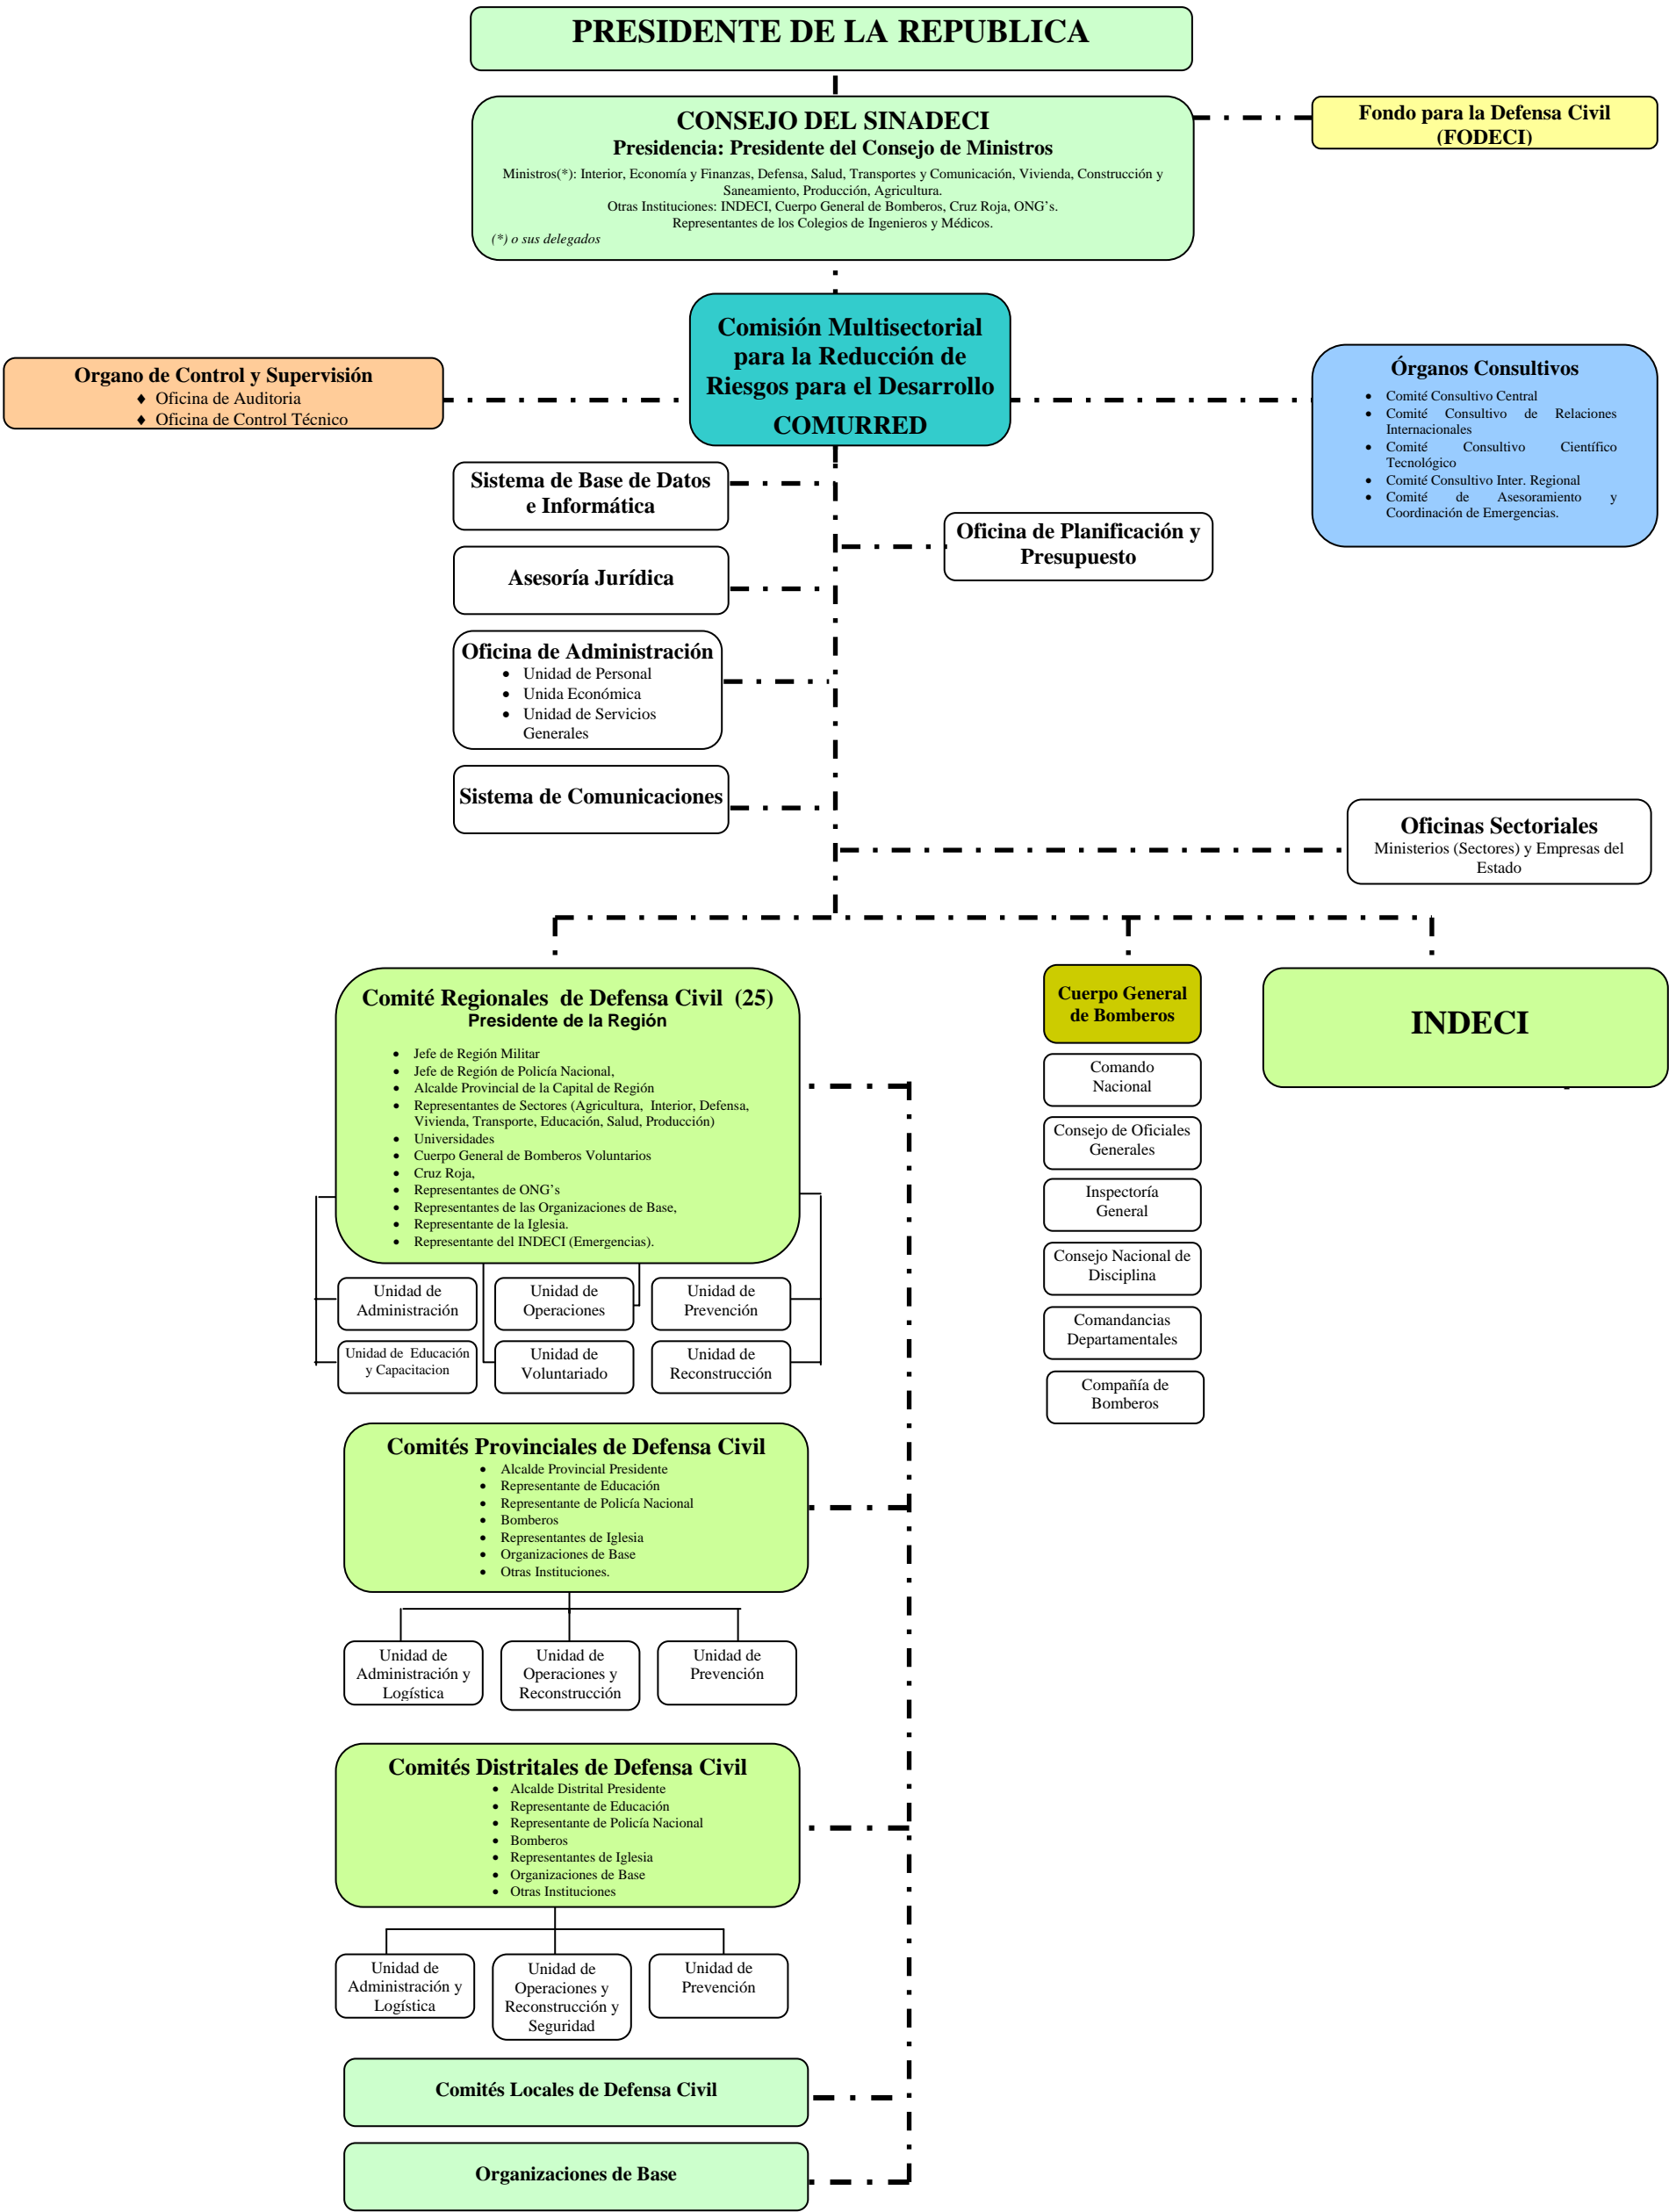 PRESIDENTE DE LA REPUBLICA
CONSEJO DEL SINADECI
Presidencia: Presidente del Consejo de Ministros
Ministros(*): Interior, Economía y Finanzas, Defensa, Salud, Transportes y Comunicación, Vivienda, Construcción y
Saneamiento, Producción, Agricultura.
Otras Instituciones: INDECI, Cuerpo General de Bomberos, Cruz Roja, ONG's.
Representantes de los Colegios de Ingenieros y Médicos.
(*) o sus delegados
Fondo para la Defensa Civil
(FODECI)
Comisión Multisectorial
para la Reducción de
Riesgos para el Desarrollo
COMURRED
Organo de Control y Supervisión
♦ Oficina de Auditoria
♦ Oficina de Control Técnico
Órganos Consultivos
• Comité Consultivo Central
• Comité Consultivo de Relaciones
Internacionales
• Comité Consultivo Científico
Tecnológico
• Comité Consultivo Inter. Regional
• Comité de Asesoramiento y
Coordinación de Emergencias.
Sistema de Base de Datos
e Informática
Oficina de Planificación y
Presupuesto
Asesoría Jurídica
Oficina de Administración
• Unidad de Personal
• Unida Económica
• Unidad de Servicios
Generales
Sistema de Comunicaciones
Oficinas Sectoriales
Ministerios (Sectores) y Empresas del
Estado
Comité Regionales de Defensa Civil (25)
Presidente de la Región
• Jefe de Región Militar
• Jefe de Región de Policía Nacional,
• Alcalde Provincial de la Capital de Región
• Representantes de Sectores (Agricultura, Interior, Defensa,
Vivienda, Transporte, Educación, Salud, Producción)
• Universidades
• Cuerpo General de Bomberos Voluntarios
• Cruz Roja,
• Representantes de ONG's
• Representantes de las Organizaciones de Base,
• Representante de la Iglesia.
• Representante del INDECI (Emergencias).
Unidad de
Administración
Unidad de
Operaciones
Unidad de
Prevención
Unidad de Educación
y Capacitacion
Unidad de
Voluntariado
Unidad de
Reconstrucción
Cuerpo General
de Bomberos
Comando
Nacional
Consejo de Oficiales
Generales
Inspectoría
General
Consejo Nacional de
Disciplina
Comandancias
Departamentales
Compañía de
Bomberos
INDECI
Comités Provinciales de Defensa Civil
• Alcalde Provincial Presidente
• Representante de Educación
• Representante de Policía Nacional
• Bomberos
• Representantes de Iglesia
• Organizaciones de Base
• Otras Instituciones.
Unidad de
Administración y
Logística
Unidad de
Operaciones y
Reconstrucción
Unidad de
Prevención
Comités Distritales de Defensa Civil
• Alcalde Distrital Presidente
• Representante de Educación
• Representante de Policía Nacional
• Bomberos
• Representantes de Iglesia
• Organizaciones de Base
• Otras Instituciones
Unidad de
Administración y
Logística
Unidad de
Operaciones y
Reconstrucción y
Seguridad
Unidad de
Prevención
Comités Locales de Defensa Civil
Organizaciones de Base